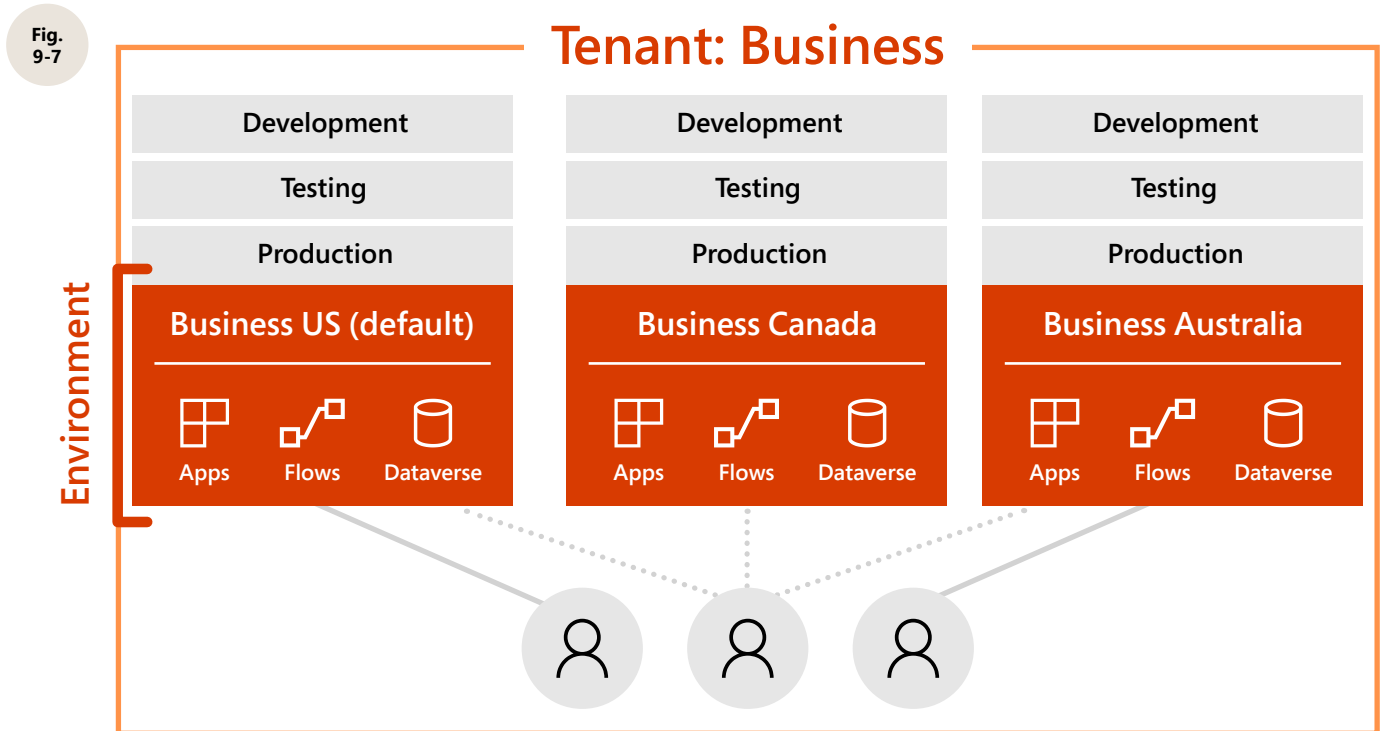 Fig.
9-7
Tenant: Business
Development
Testing
Production
Business US (default)
Apps Flows Dataverse
Development
Testing
Production
Business Canada
Apps Flows Dataverse
Development
Testing
Production
Business Australia
Apps Flows Dataverse
Environment